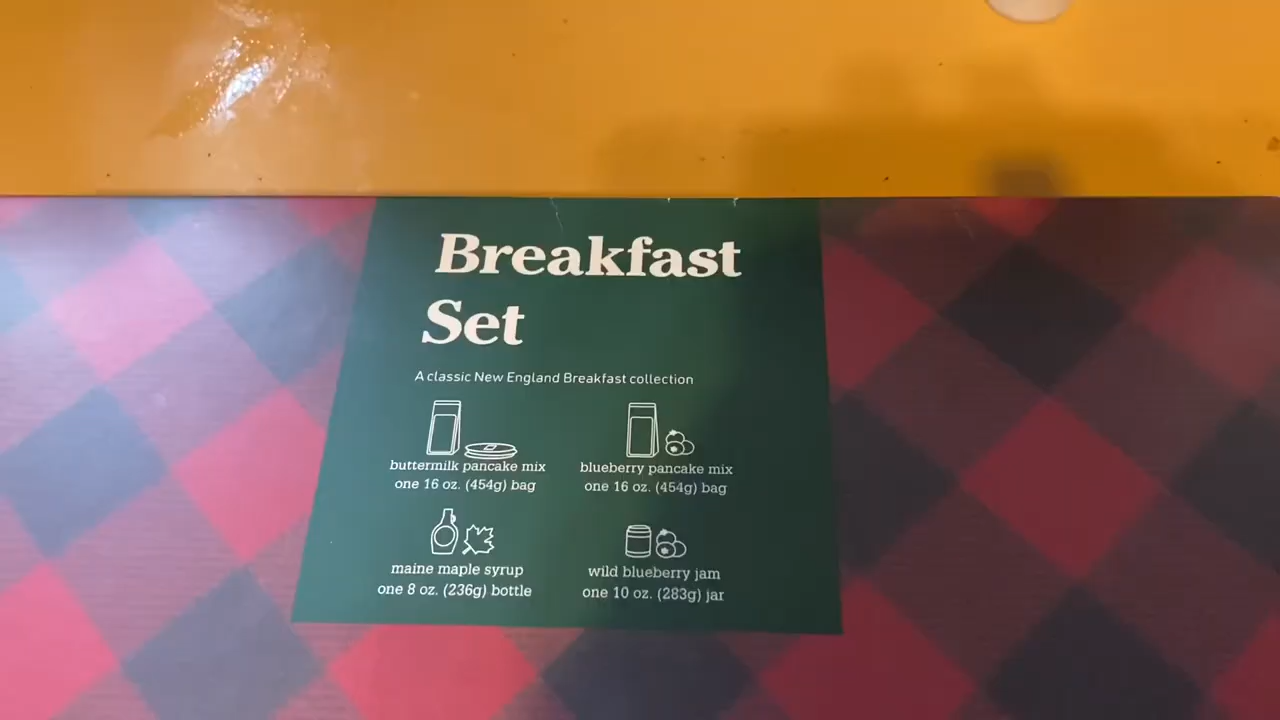 Breakfast
Set
A classic New England Breakfast collection
buttermilk pancake mix
one 16 oz. (454g) bag
blueberry pancake mix
one 16 oz. (454g) bag
maine maple syrup
one 8 oz. (236g) bottle
wild blueberry jam
one 10 oz. (283g) jar